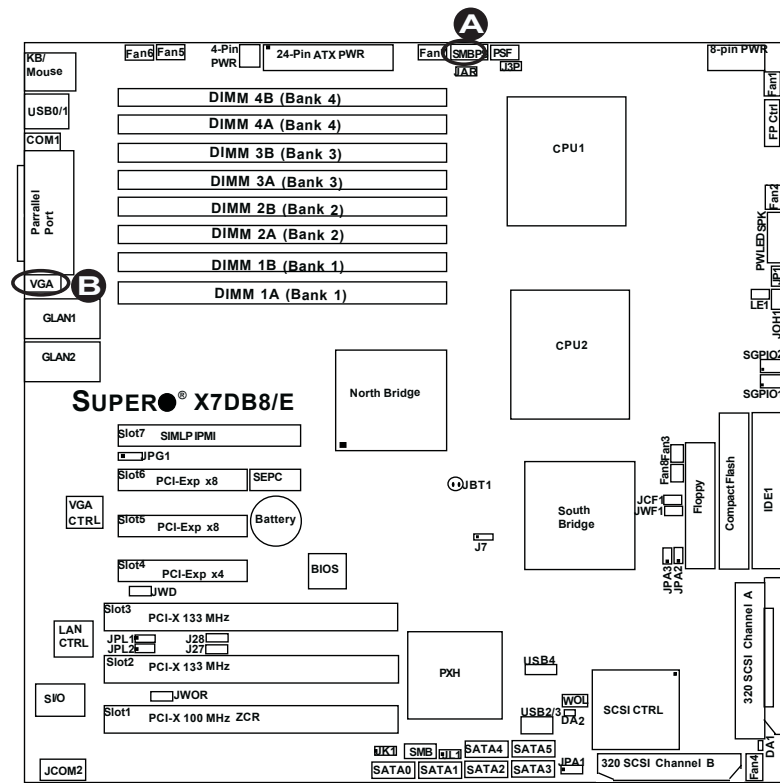 A
Fan6 Fan5
4-Pin PWR
24-Pin ATX PWR
SMBPS
PSF
JAR
J3P
8-pin PWR
KB/
Mouse
USB0/1
COM1
Parrallel
Port
VGA
B
GLAN1
GLAN2
DIMM 4B (Bank 4)
DIMM 4A (Bank 4)
DIMM 3B (Bank 3)
DIMM 3A (Bank 3)
DIMM 2B (Bank 2)
DIMM 2A (Bank 2)
DIMM 1B (Bank 1)
DIMM 1A (Bank 1)
CPU1
CPU2
Fan1
FP Ctrl
Fan2
PWLED SPK
JP1
LE1
JOH1
SGPIO2
SGPIO1
North Bridge
SUPER® X7DB8/E
Slot7 SIMLP IPMI
JPG1
Slot6 PCI-Exp x8
SEPC
VGA
CTRL
Slot5 PCI-Exp x8
Battery
Slot4 PCI-Exp x4
BIOS
JWD
JBT1
J7
South
Bridge
Fan8 Fan3
JCF1
JWF1
JPA3
JPA2
Floppy
Compact Flash
IDE1
Slot3 PCI-X 133 MHz
LAN
CTRL
JPL1
JPL2
J28
J27
Slot2 PCI-X 133 MHz
SI/O
JWOR
Slot1 PCI-X 100 MHz ZCR
JCOM2
PXH
USB4
USB2/3
WOL
DA2
SCSI CTRL
320 SCSI Channel A
DA1
Fan4
320 SCSI Channel B
JK1 SMB JL1 SATA4 SATA5
SATA0 SATA1 SATA2 SATA3 JPA1